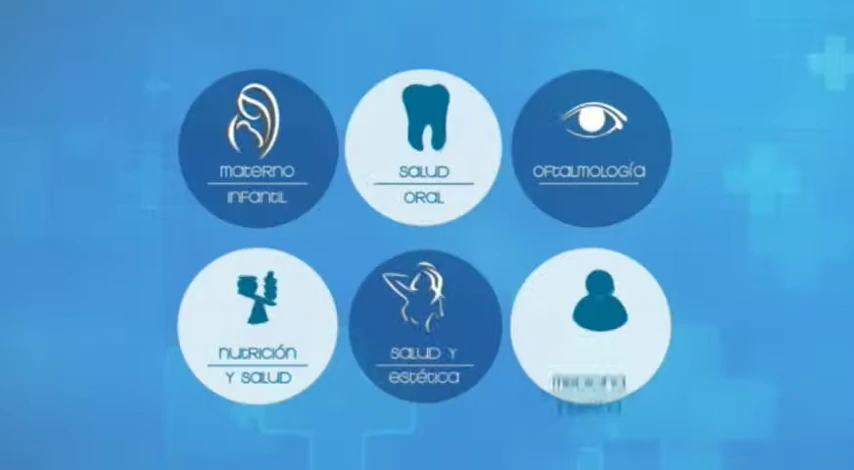 materno
infantil
salud
oral
oftalmología
nutrición
y salud
salud y
estética